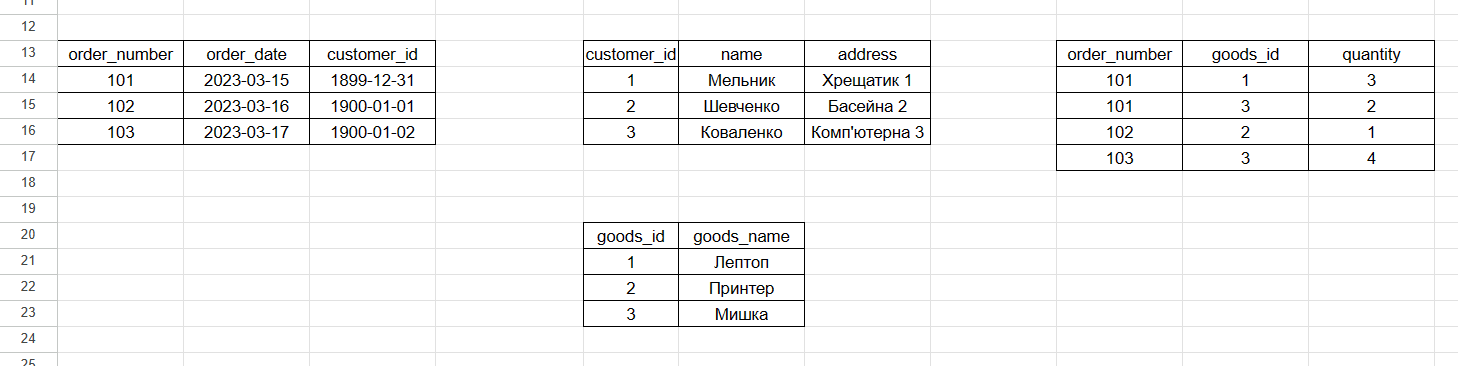 11
12
13 order_number order_date customer_id customer_id name address order_number goods_id quantity
14 101 2023-03-15 1899-12-31 1 Мельник Хрещатик 1 101 1 3
15 102 2023-03-16 1900-01-01 2 Шевченко Басейна 2 101 3 2
16 103 2023-03-17 1900-01-02 3 Коваленко Комп'ютерна 3 102 2 1
17 103 3 4
18
19
20 goods_id goods_name
21 1 Лептоп
22 2 Принтер
23 3 Мишка
24
25